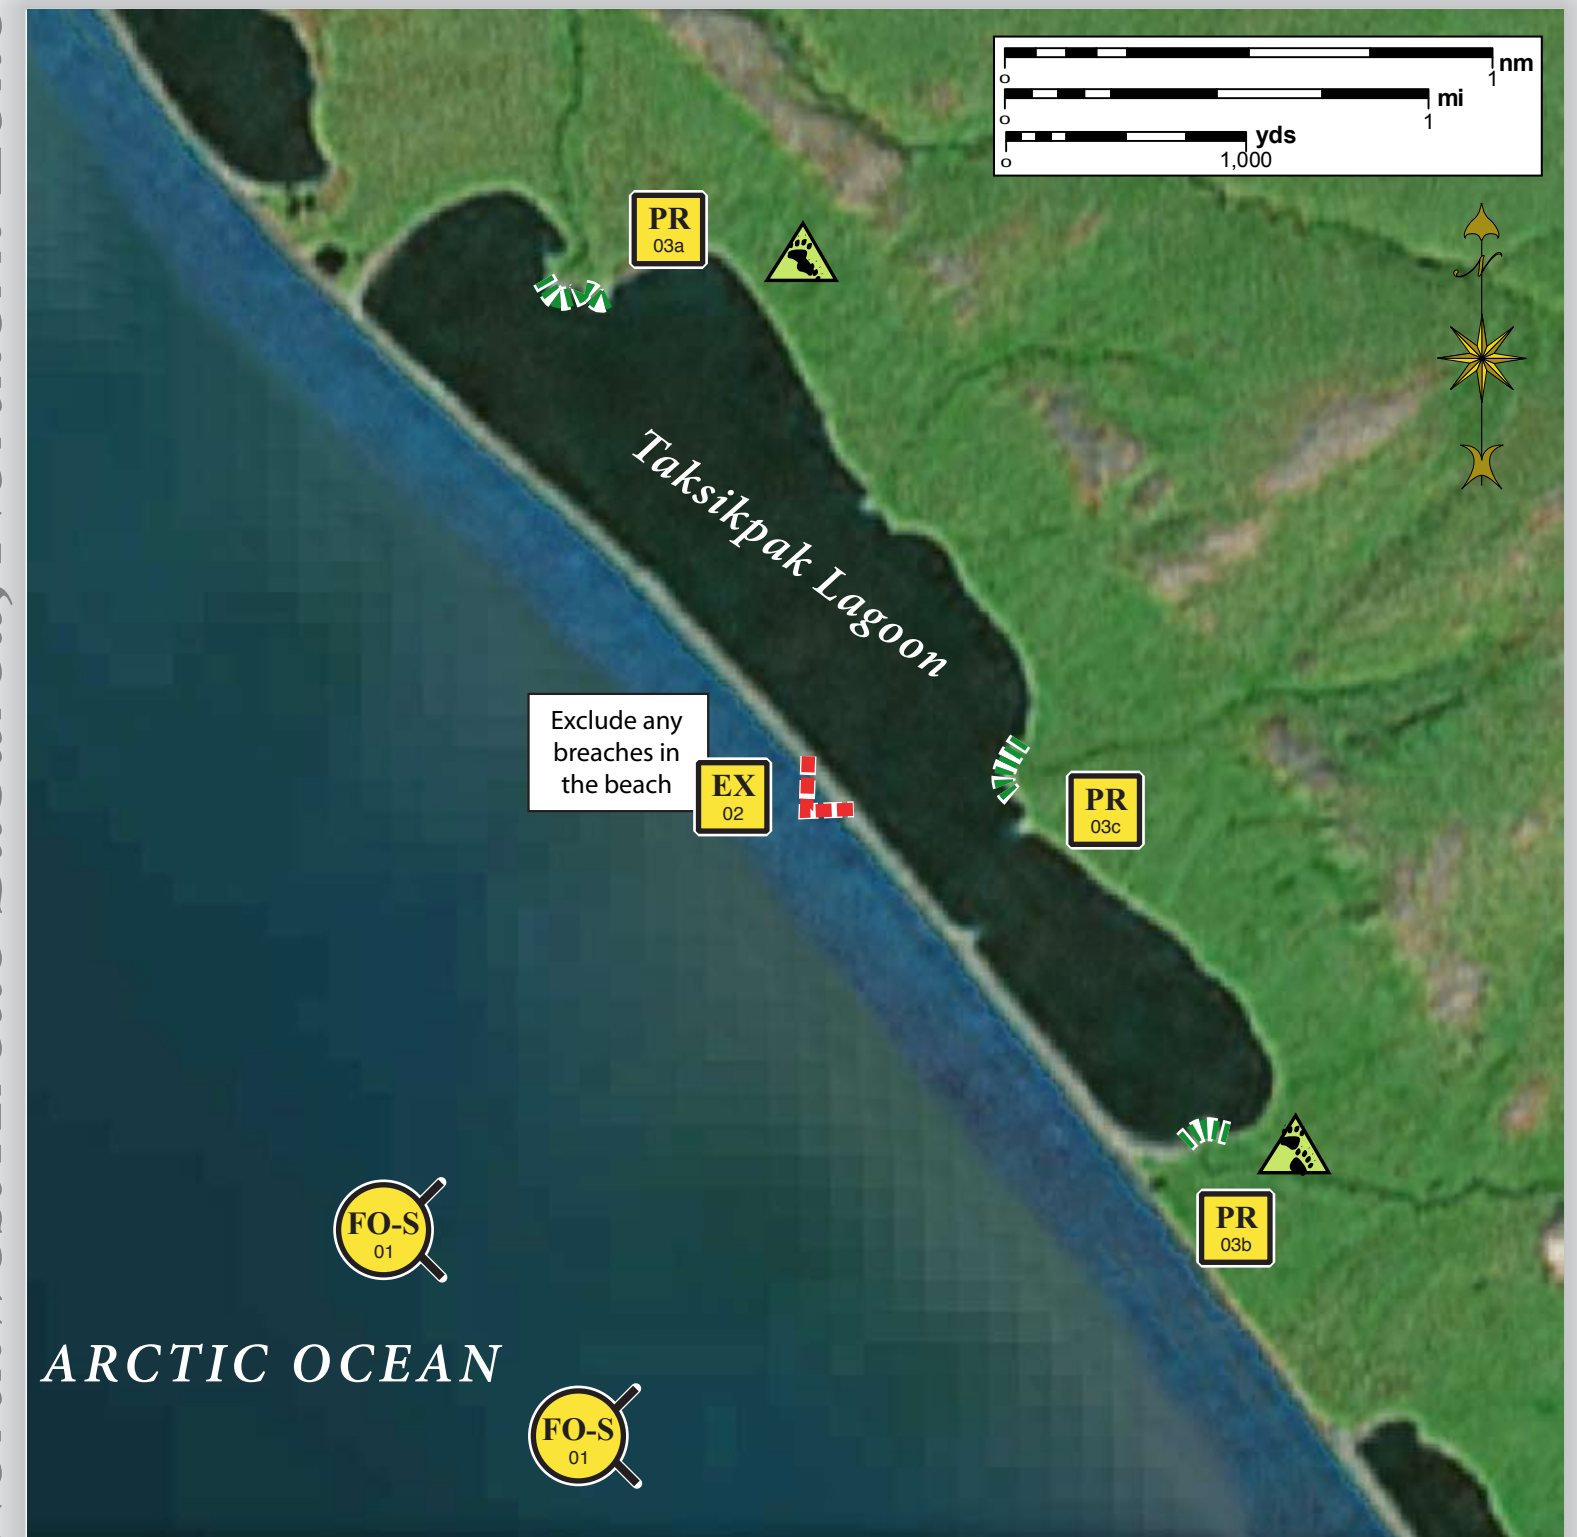 0
1
nm
0
1
mi
0
1,000
yds
N
PR
03a
Taksikpak Lagoon
Exclude any
breaches in
the beach
EX
02
PR
03c
PR
03b
FO-S
01
ARCTIC OCEAN
FO-S
01